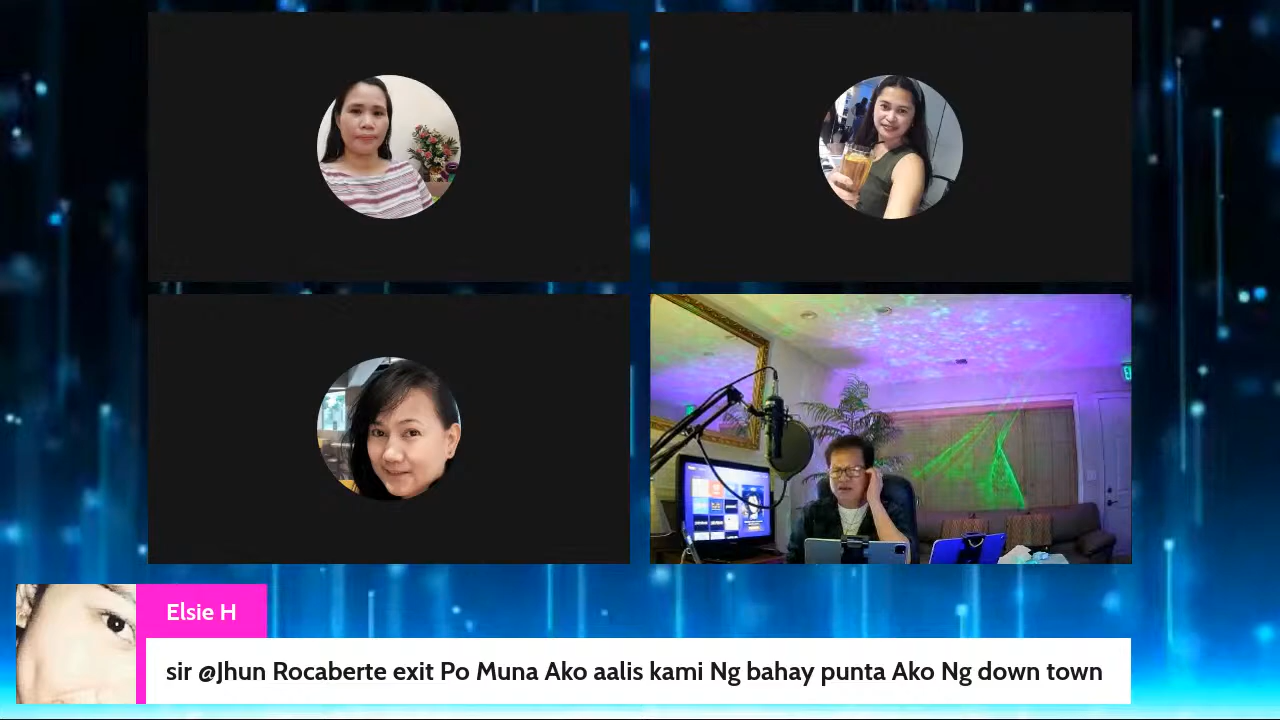 Elsie H
sir @Jhun Rocaberte exit Po Muna Ako aalis kami Ng bahay punta Ako Ng down town